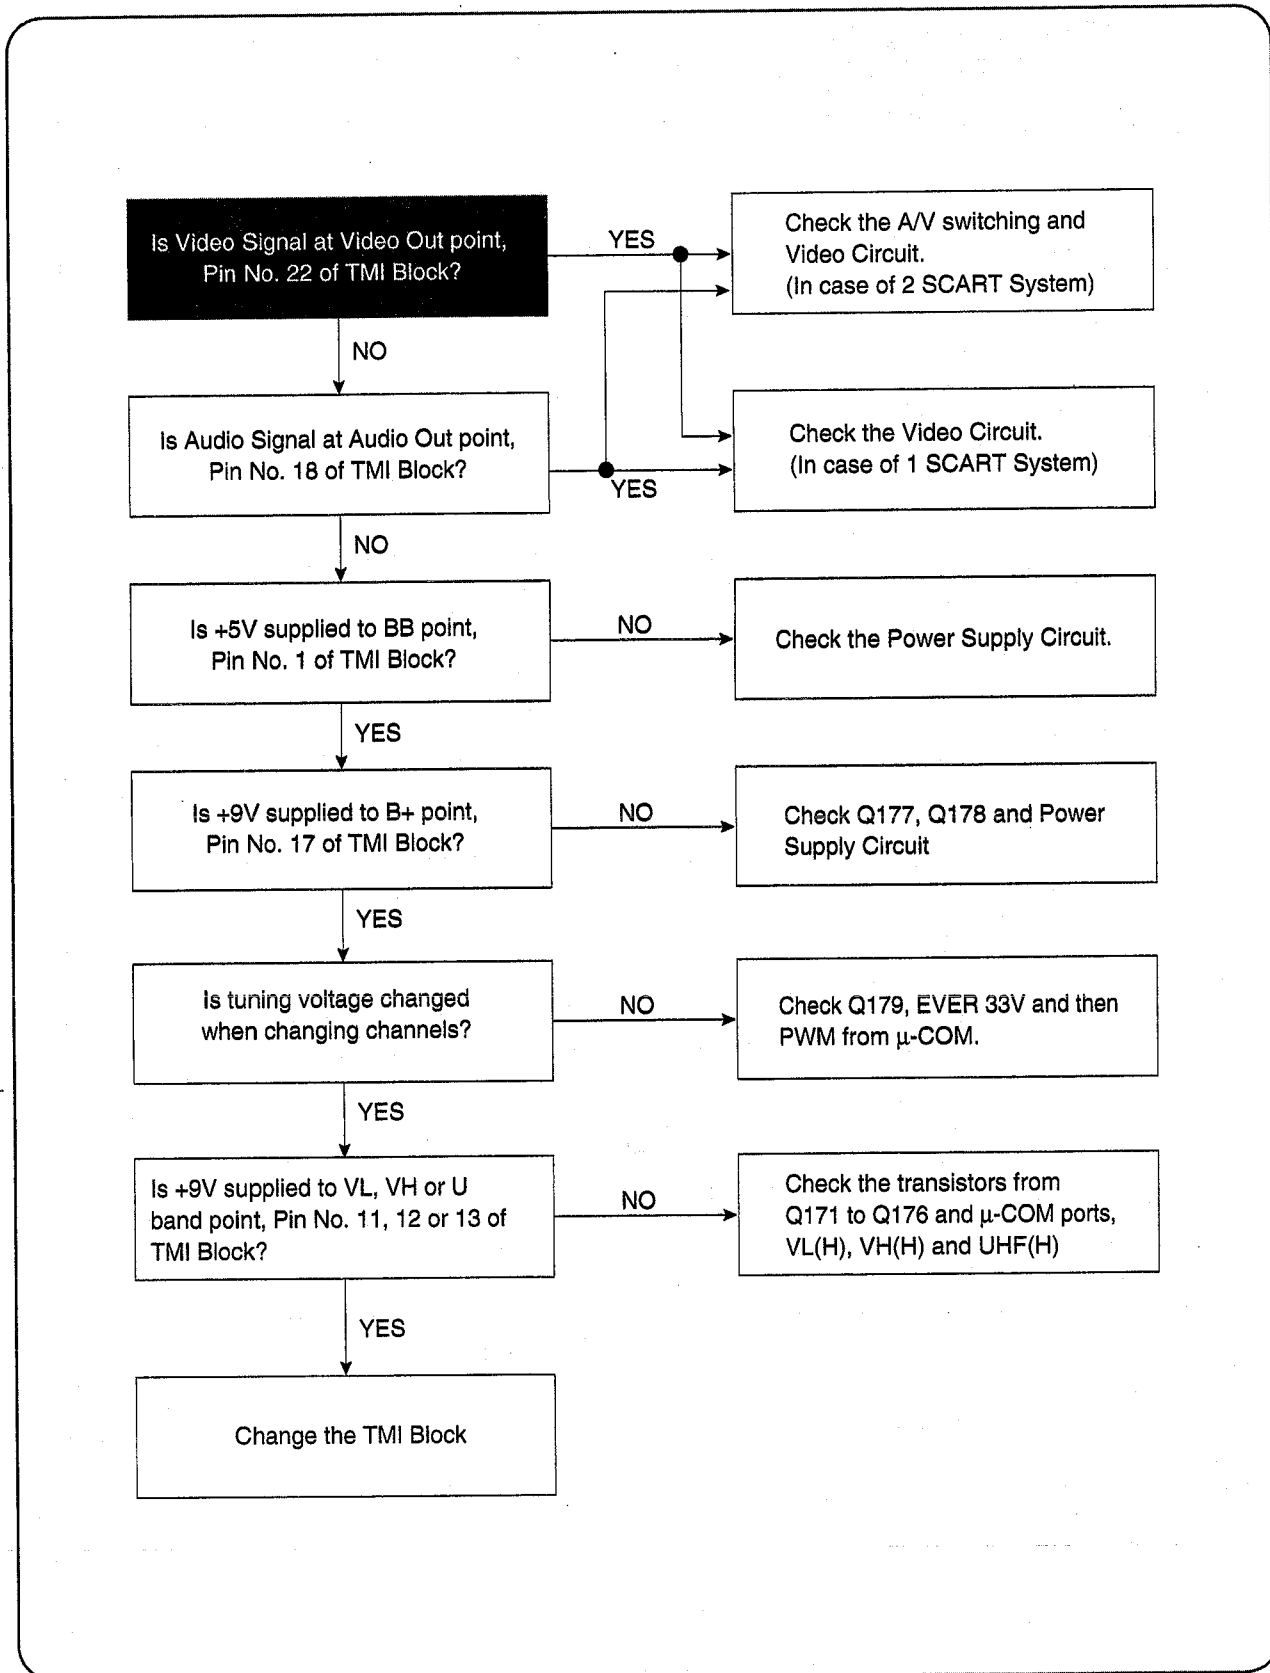 Is Video Signal at Video Out point,
Pin No. 22 of TMI Block?
YES
Check the A/V switching and
Video Circuit.
(In case of 2 SCART System)
NO
Is Audio Signal at Audio Out point,
Pin No. 18 of TMI Block?
YES
Check the Video Circuit.
(In case of 1 SCART System)
NO
Is +5V supplied to BB point,
Pin No. 1 of TMI Block?
NO
Check the Power Supply Circuit.
YES
Is +9V supplied to B+ point,
Pin No. 17 of TMI Block?
NO
Check Q177, Q178 and Power
Supply Circuit
YES
Is tuning voltage changed
when changing channels?
NO
Check Q179, EVER 33V and then
PWM from µ-COM.
YES
Is +9V supplied to VL, VH or U
band point, Pin No. 11, 12 or 13 of
TMI Block?
NO
Check the transistors from
Q171 to Q176 and µ-COM ports,
VL(H), VH(H) and UHF(H)
YES
Change the TMI Block